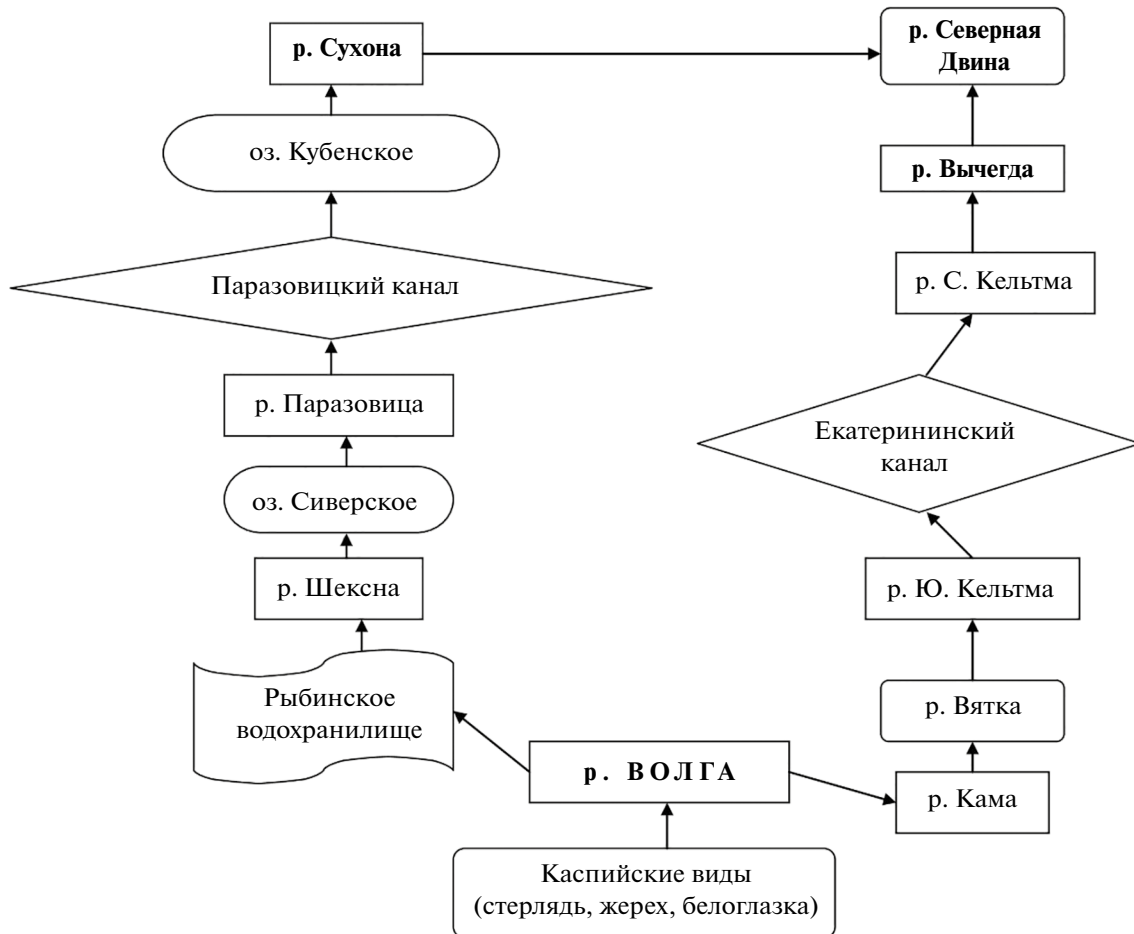 р. Сухона
р. Северная
Двина
оз. Кубенское
р. Вычегда
Паразовицкий канал
р. С. Кельтма
р. Паразовица
Екатерининский
канал
оз. Сиверское
р. Шексна
р. Ю. Кельтма
Рыбинское
водохранилище
р. Вятка
р. ВОЛГА
р. Кама
Каспийские виды
(стерлядь, жерех, белоглазка)